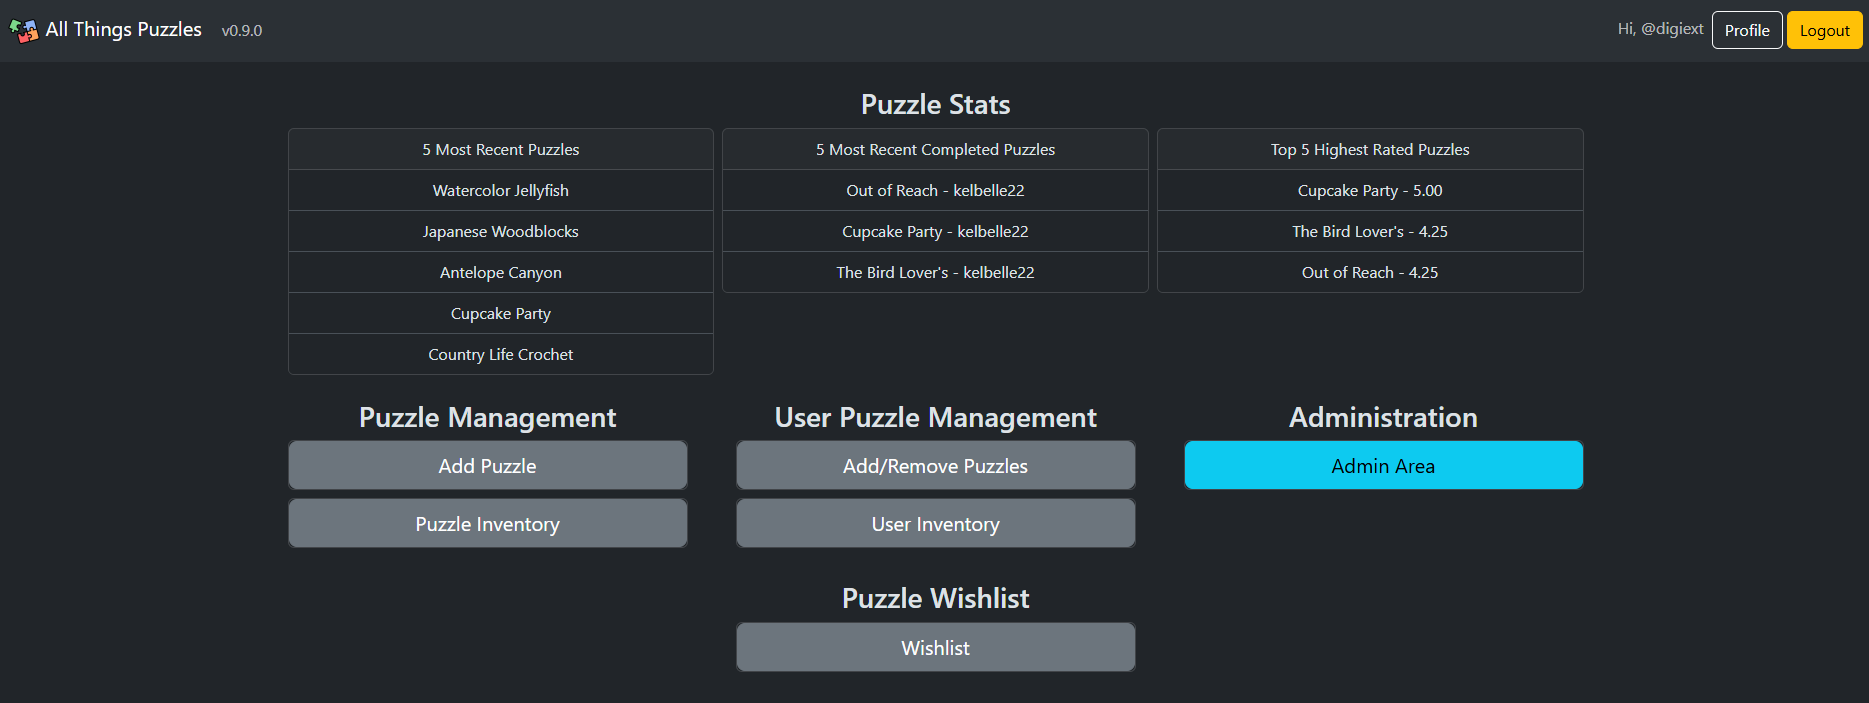 All Things Puzzles v0.9.0
Hi, @digiext Profile Logout
Puzzle Stats
5 Most Recent Puzzles
Watercolor Jellyfish
Japanese Woodblocks
Antelope Canyon
Cupcake Party
Country Life Crochet
5 Most Recent Completed Puzzles
Out of Reach - kelbelle22
Cupcake Party - kelbelle22
The Bird Lover's - kelbelle22
Top 5 Highest Rated Puzzles
Cupcake Party - 5.00
The Bird Lover's - 4.25
Out of Reach - 4.25
Puzzle Management
Add Puzzle
Puzzle Inventory
User Puzzle Management
Add/Remove Puzzles
User Inventory
Administration
Admin Area
Puzzle Wishlist
Wishlist